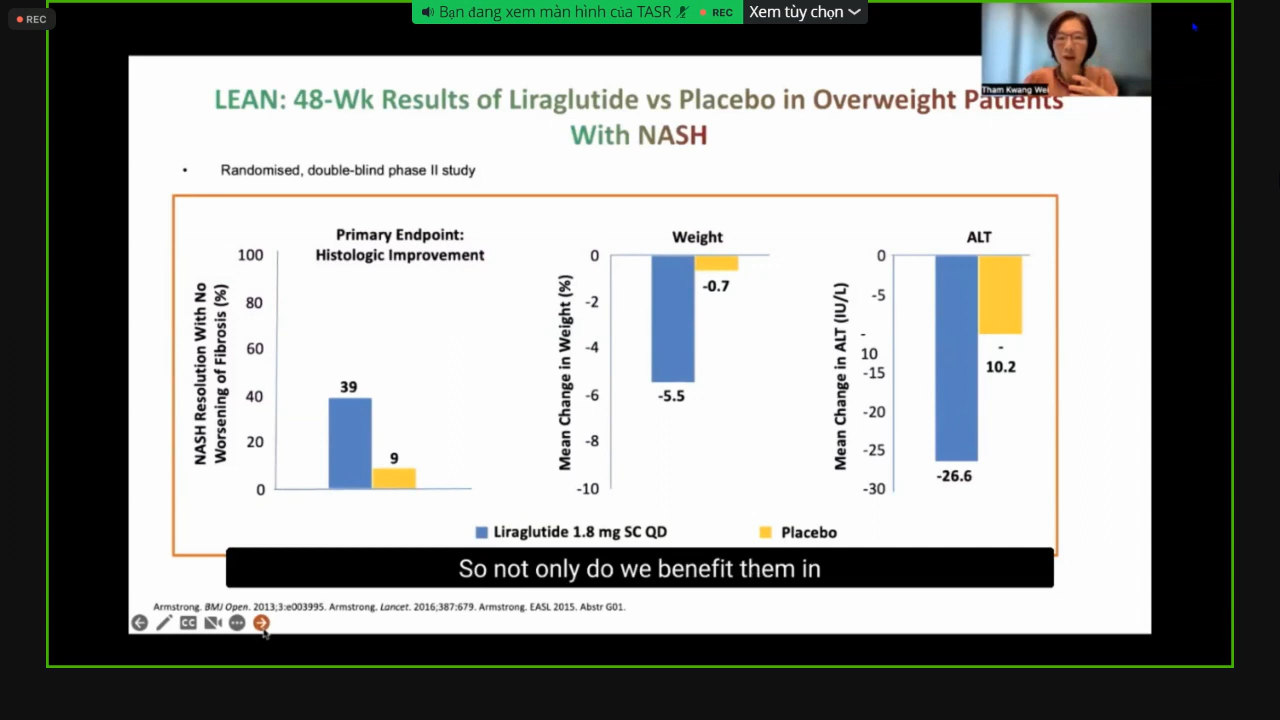 REC
Bạn đang xem màn hình của TASR
REC
Xem tùy chọn
Tham Kwang Wei
LEAN: 48-Wk Results of Liraglutide vs Placebo in Overweight Patients
With NASH
• Randomised, double-blind phase II study
Primary Endpoint:
Histologic Improvement
NASH Resolution With No
Worsening of Fibrosis (%)
100
80
60
40
20
0
39
9
Weight
Mean Change in Weight (%)
0
-2
-4
-6
-8
-10
-0.7
-5.5
ALT
Mean Change in ALT (IU/L)
0
-5
-
10
-15
-20
-25
-30
-
10.2
-26.6
Liraglutide 1.8 mg SC QD
Placebo
So not only do we benefit them in
Armstrong. BMJ Open. 2013;3:e003995. Armstrong. Lancet. 2016;387:679. Armstrong. EASL 2015. Abstr G01.
CC